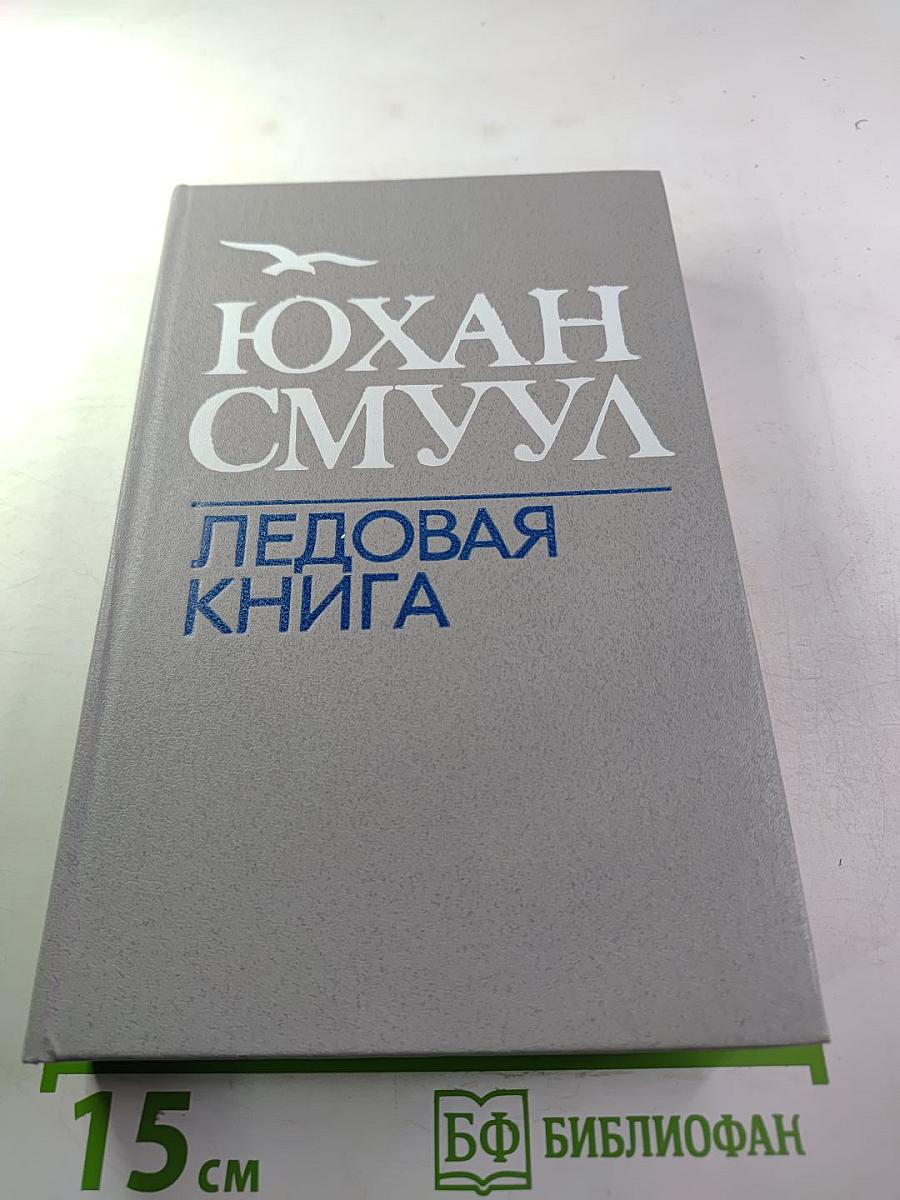 ЮХАН
СМУУЛ
ЛЕДОВАЯ
КНИГА
15 см
БФ БИБЛИОФАН